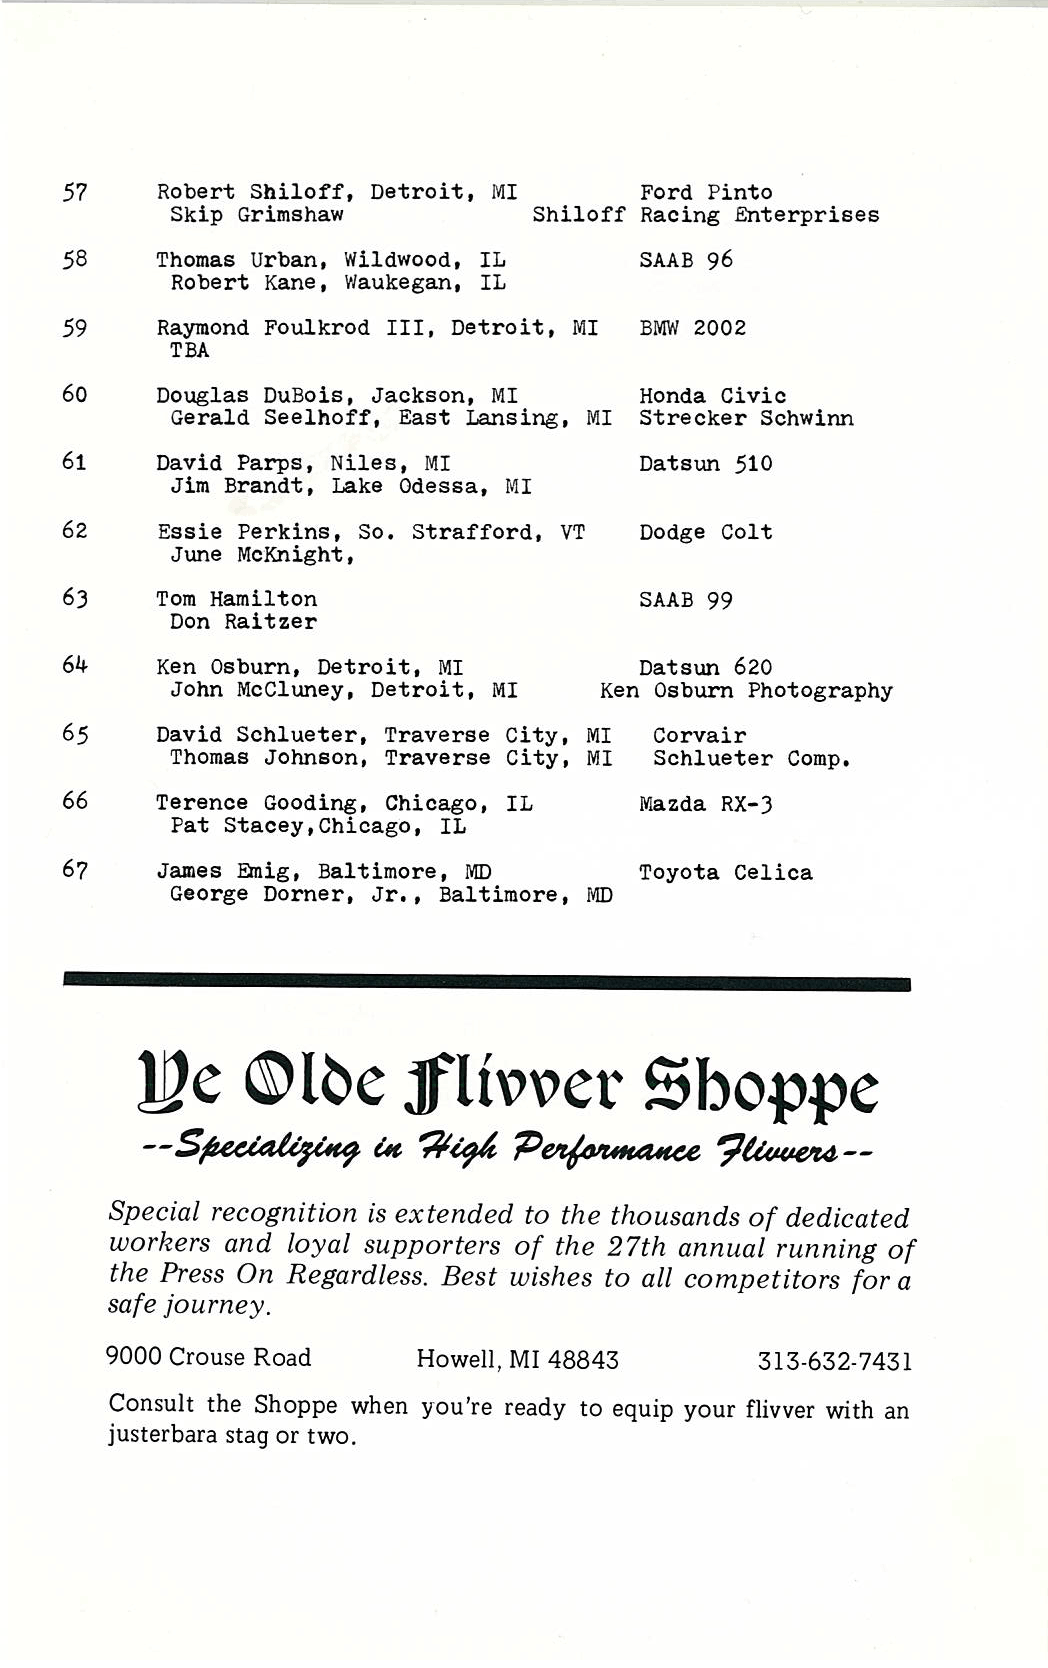 57 Robert Shiloff, Detroit, MI Ford Pinto
Skip Grimshaw Shiloff Racing Enterprises
58 Thomas Urban, Wildwood, IL SAAB 96
Robert Kane, Waukegan, IL
59 Raymond Foulkrod III, Detroit, MI BMW 2002
TBA
60 Douglas DuBois, Jackson, MI Honda Civic
Gerald Seelhoff, East Lansing, MI Strecker Schwinn
61 David Parps, Niles, MI Datsun 510
Jim Brandt, Lake Odessa, MI
62 Essie Perkins, So. Strafford, VT Dodge Colt
June McKnight,
63 Tom Hamilton SAAB 99
Don Raitzer
64 Ken Osburn, Detroit, MI Datsun 620
John McCluney, Detroit, MI Ken Osburn Photography
65 David Schlueter, Traverse City, MI Corvair
Thomas Johnson, Traverse City, MI Schlueter Comp.
66 Terence Gooding, Chicago, IL Mazda RX-3
Pat Stacey,Chicago, IL
67 James Emig, Baltimore, MD Toyota Celica
George Dorner, Jr., Baltimore, MD
Ye Olde Flivver Shoppe
--Specializing in High Performance Flivvers--
Special recognition is extended to the thousands of dedicated
workers and loyal supporters of the 27th annual running of
the Press On Regardless. Best wishes to all competitors for a
safe journey.
9000 Crouse Road Howell, MI 48843 313-632-7431
Consult the Shoppe when you're ready to equip your flivver with an
justerbara stag or two.